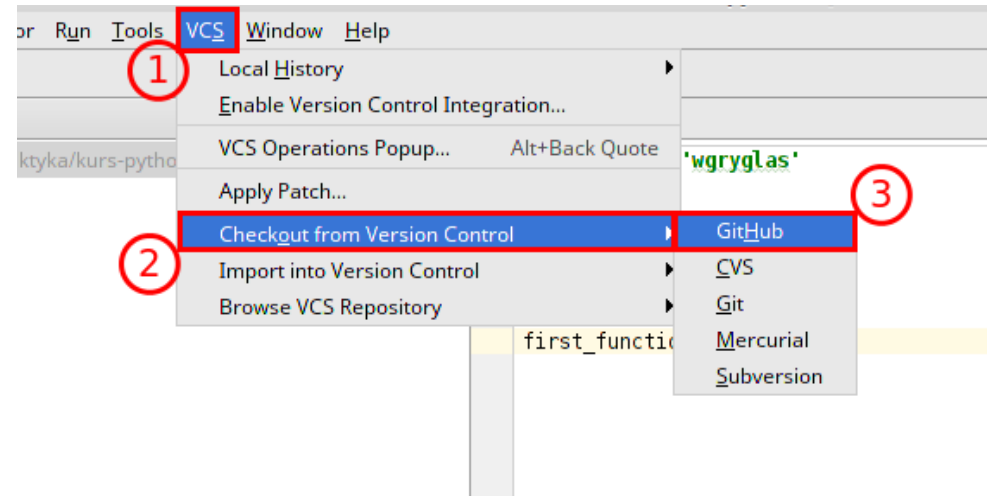 or Run Tools VCS Window Help
1
Local History
Enable Version Control Integration...
VCS Operations Popup... Alt+Back Quote
ktyka/kurs-pytho
'wgryglas'
Apply Patch...
3
Checkout from Version Control
GitHub
2
Import into Version Control
CVS
Browse VCS Repository
Git
first_functio
Mercurial
Subversion